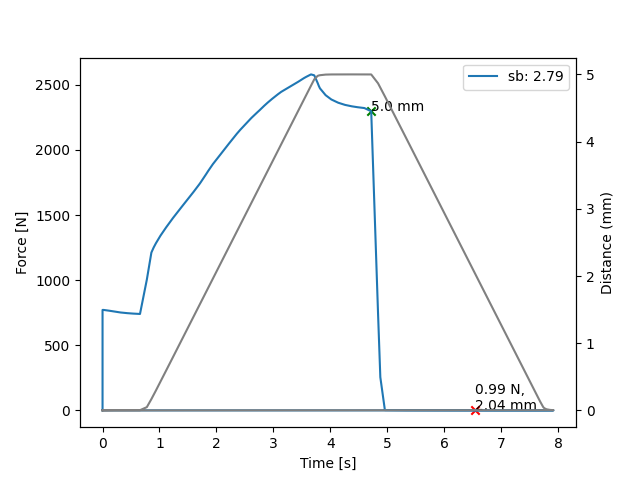 sb: 2.79
2500
2000
1500
1000
500
0
Force [N]
5
4
3
2
1
0
Distance (mm)
5.0 mm
0.99 N,
2.04 mm
0 1 2 3 4 5 6 7 8
Time [s]